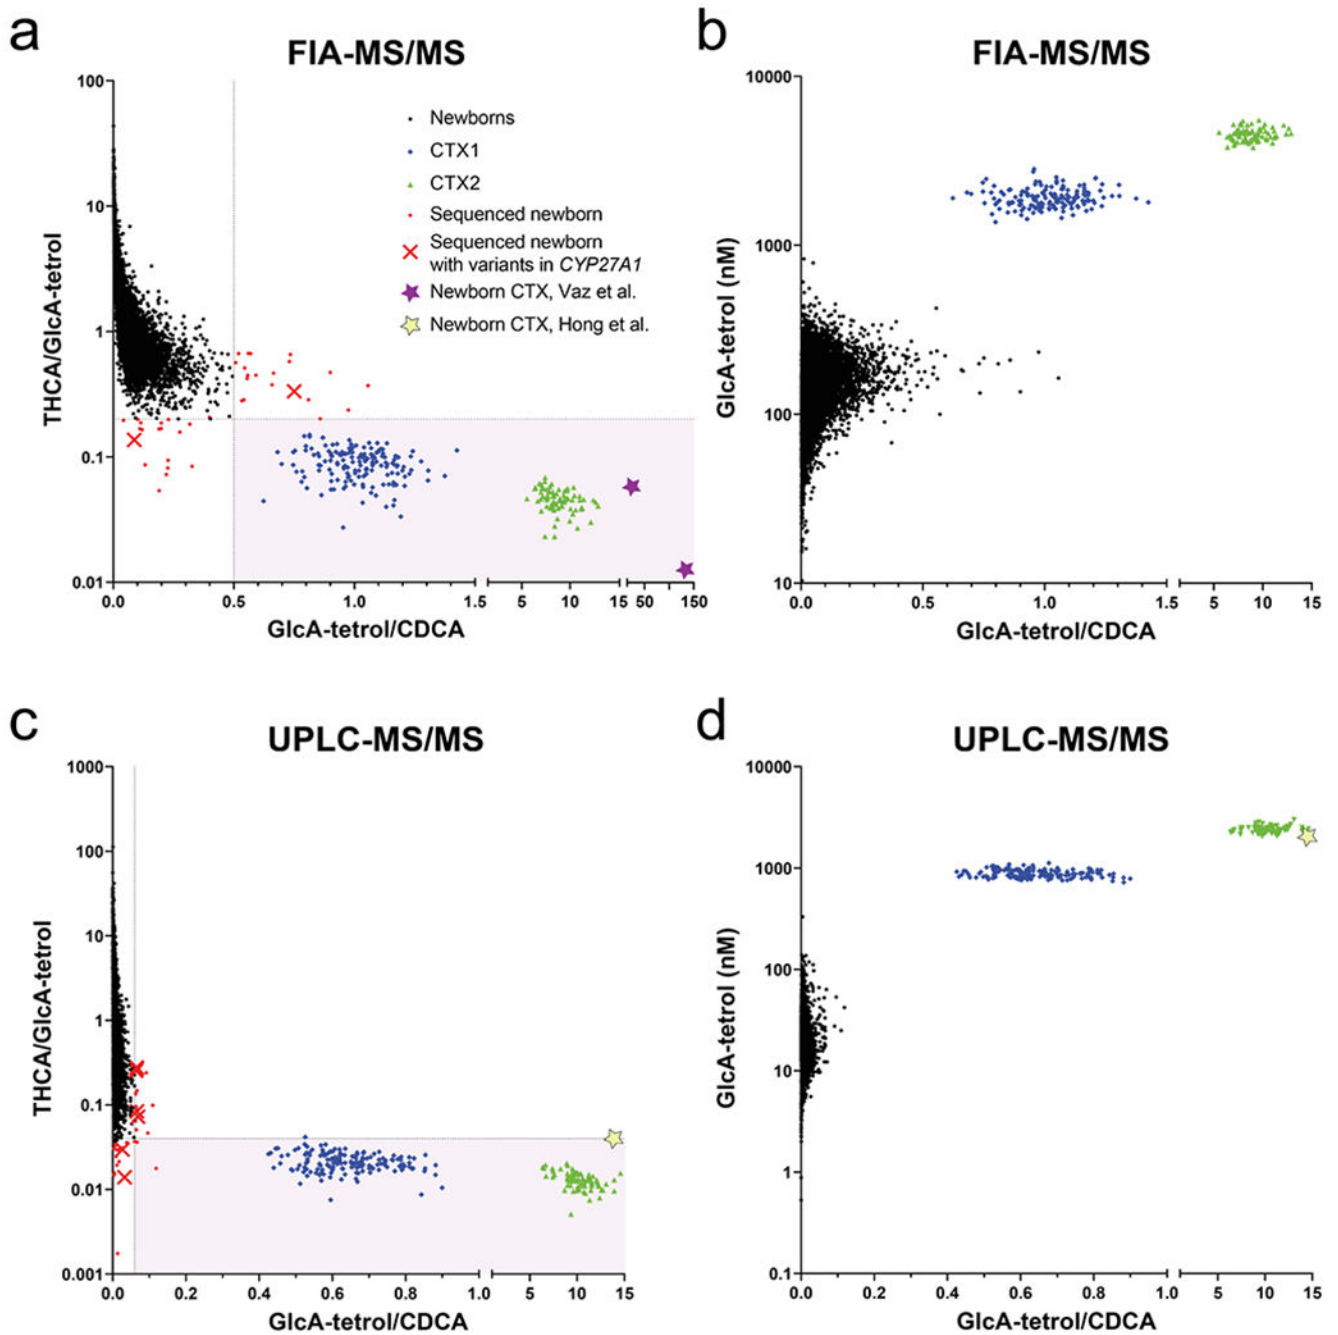 a
FIA-MS/MS
THCA/GlcA-tetrol
100
10
1
0.1
0.01
Newborns
CTX1
CTX2
Sequenced newborn
Sequenced newborn
with variants in CYP27A1
Newborn CTX, Vaz et al.
Newborn CTX, Hong et al.
0.0 0.5 1.0 1.5 5 10 15 50 150
GlcA-tetrol/CDCA
b
FIA-MS/MS
GlcA-tetrol (nM)
10000
1000
100
10
0.0 0.5 1.0 1.5 5 10 15
GlcA-tetrol/CDCA
c
UPLC-MS/MS
THCA/GlcA-tetrol
1000
100
10
1
0.1
0.01
0.001
0.0 0.2 0.4 0.6 0.8 1.0 5 10 15
GlcA-tetrol/CDCA
d
UPLC-MS/MS
GlcA-tetrol (nM)
10000
1000
100
10
1
0.1
0.0 0.2 0.4 0.6 0.8 1.0 5 10 15
GlcA-tetrol/CDCA